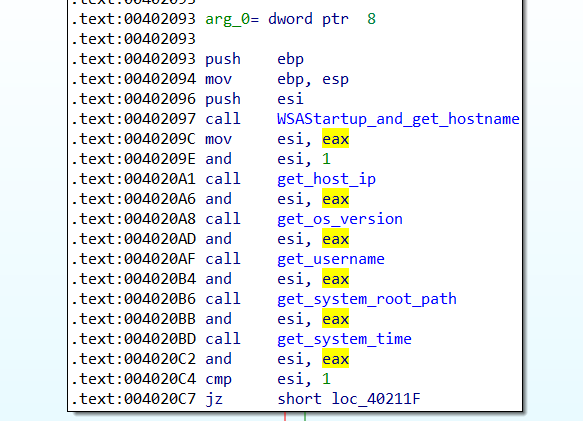 .text:00402093
.text:00402093 arg_0= dword ptr  8
.text:00402093
.text:00402093 push    ebp
.text:00402094 mov     ebp, esp
.text:00402096 push    esi
.text:00402097 call    WSAStartup_and_get_hostname
.text:0040209C mov     esi, eax
.text:0040209E and     esi, 1
.text:004020A1 call    get_host_ip
.text:004020A6 and     esi, eax
.text:004020A8 call    get_os_version
.text:004020AD and     esi, eax
.text:004020AF call    get_username
.text:004020B4 and     esi, eax
.text:004020B6 call    get_system_root_path
.text:004020BB and     esi, eax
.text:004020BD call    get_system_time
.text:004020C2 and     esi, eax
.text:004020C4 cmp     esi, 1
.text:004020C7 jz      short loc_40211F